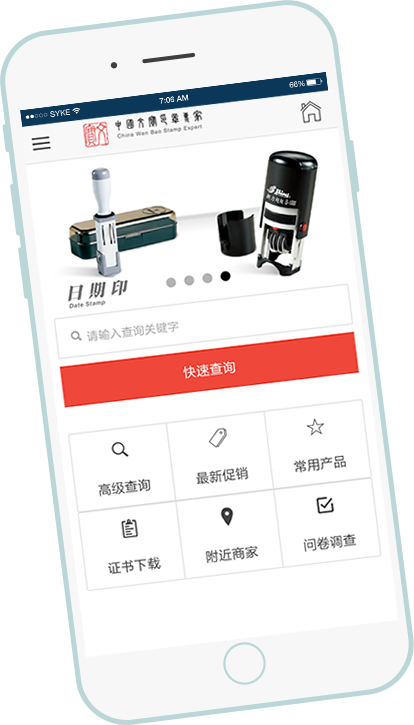 SYKE
7:06 AM
66%
中國文寶印章專家
China Wen Bao Stamp Expert
Shiny
日期印
Date Stamp
请输入查询关键字
快速查询
高级查询
最新促销
常用产品
证书下载
附近商家
问卷调查